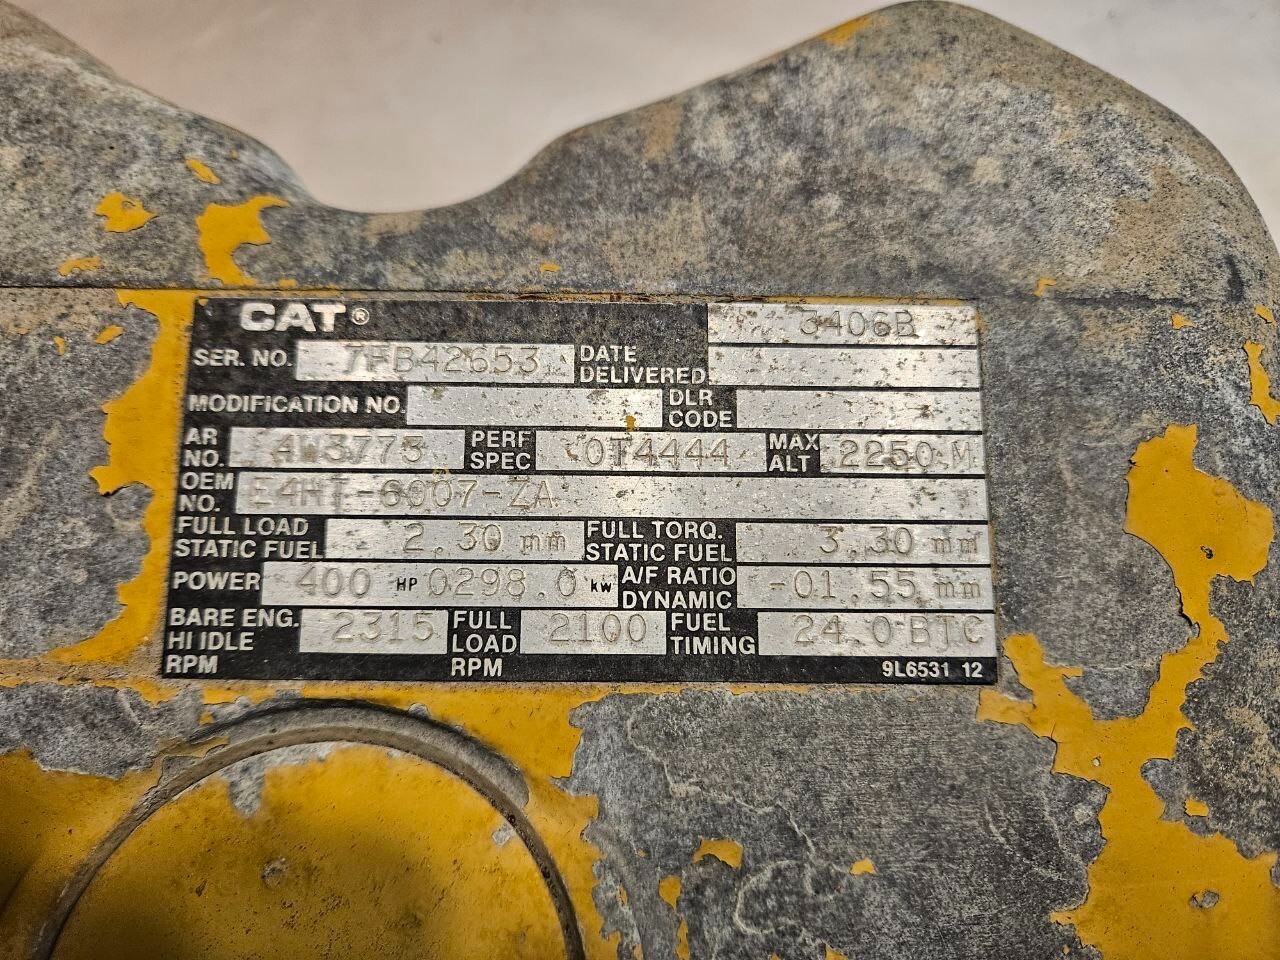 CAT® 3406B
SER. NO. 7FB42653 DATE DELIVERED
MODIFICATION NO. DLR CODE
AR NO. 4W3773 PERF SPEC 0T4444 MAX ALT 2250 M
OEM NO. E4HT-6007-ZA
FULL LOAD STATIC FUEL 2.30 mm FULL TORQ. STATIC FUEL 3.30 mm
POWER 400 HP 0298.0 kw A/F RATIO DYNAMIC -01.55 mm
BARE ENG. HI IDLE RPM 2315 FULL LOAD RPM 2100 FUEL TIMING 24.0 BTC
9L6531 12